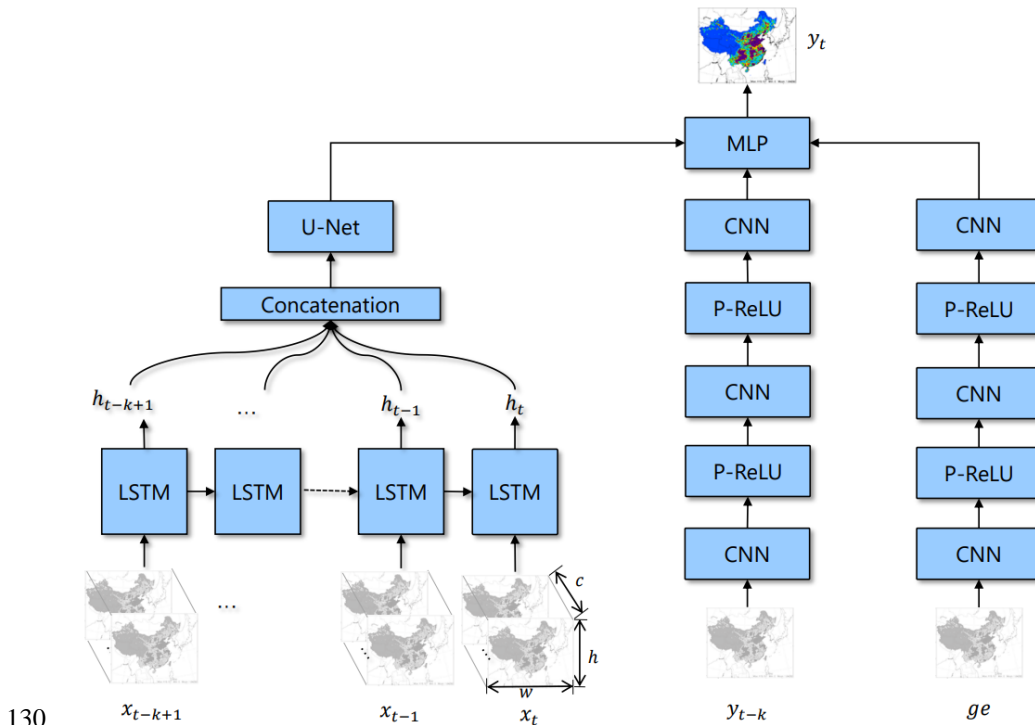 y_t
MLP
U-Net
CNN
CNN
Concatenation
P-ReLU
P-ReLU
h_{t-k+1}
...
h_{t-1}
h_t
CNN
CNN
LSTM
LSTM
LSTM
LSTM
P-ReLU
P-ReLU
CNN
CNN
c
...
h
w
130
x_{t-k+1}
x_{t-1}
x_t
y_{t-k}
ge